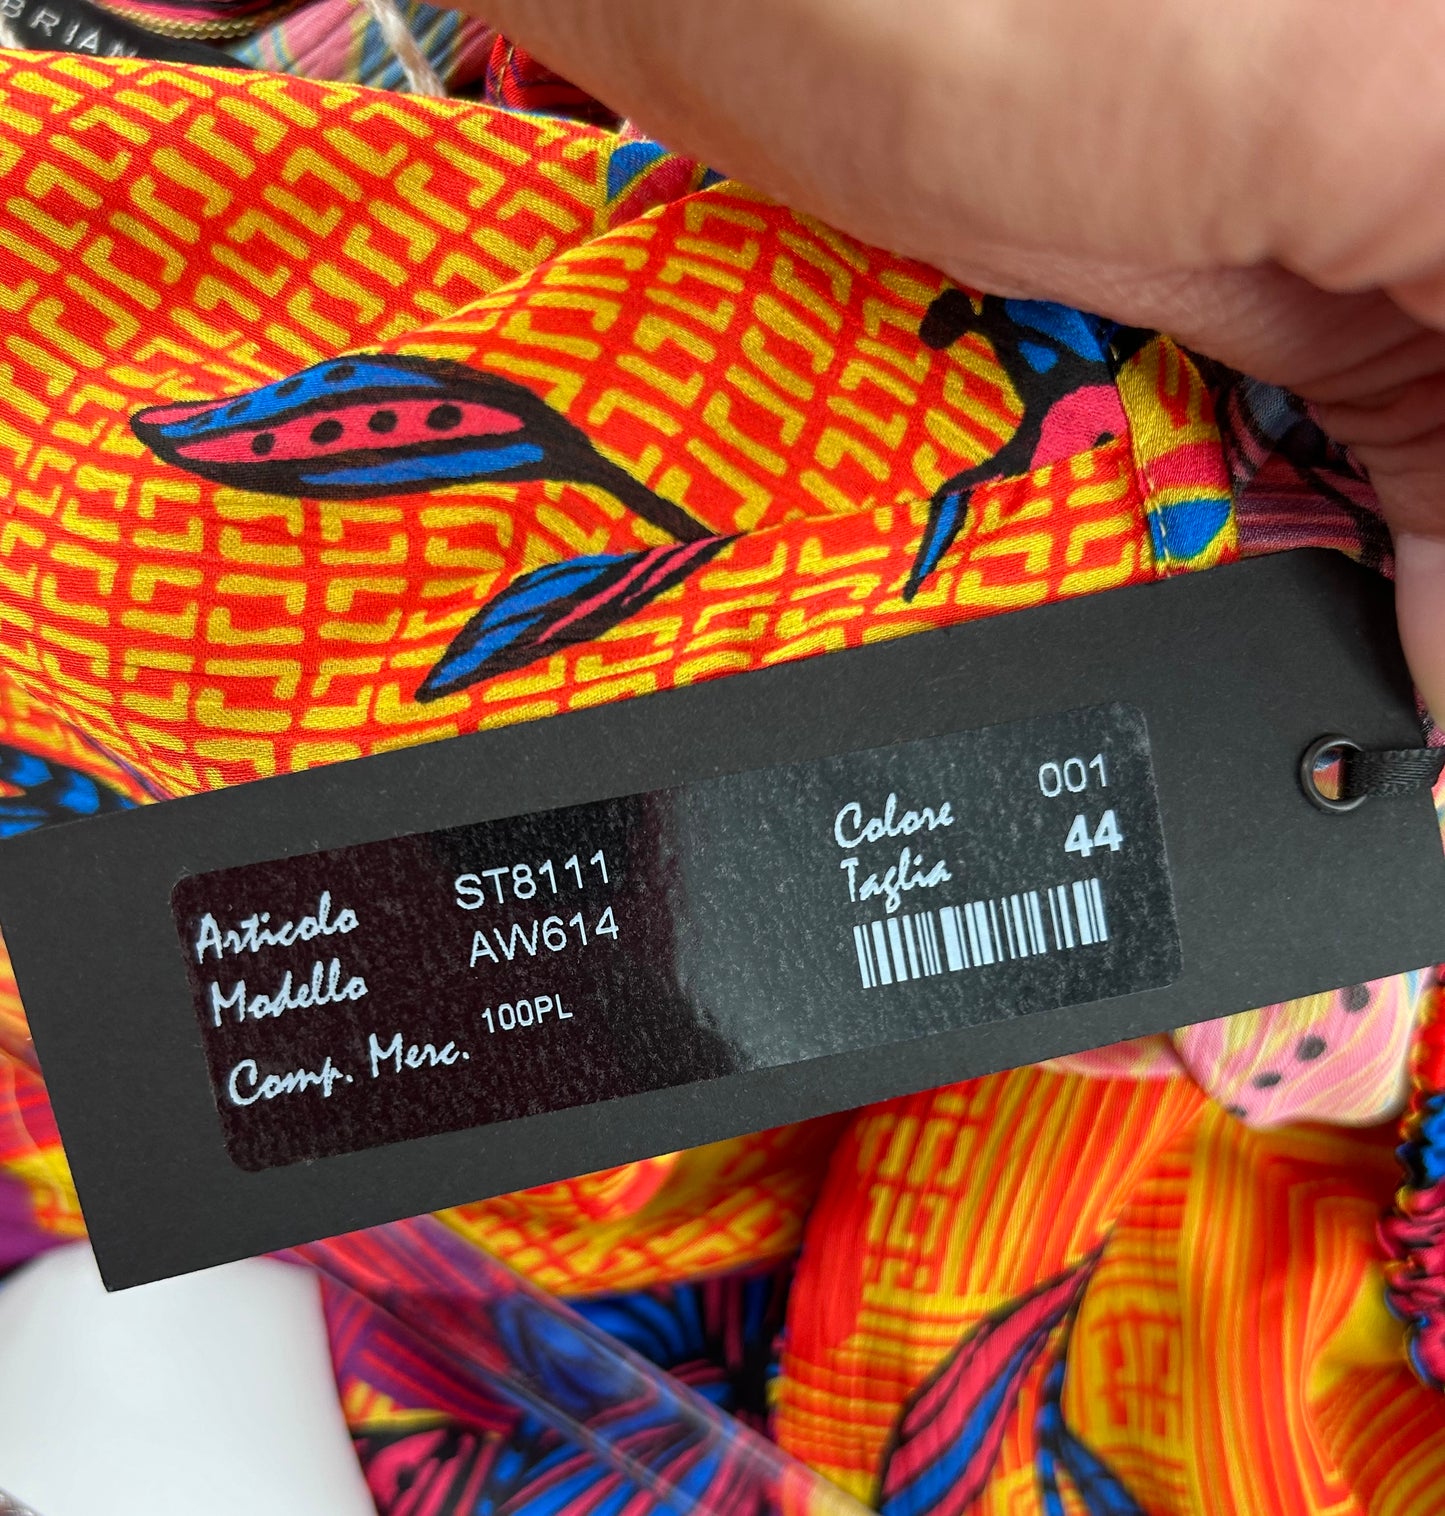 BRIAN
Articolo ST8111
Modello AW614
Comp. Merc. 100PL
Colore 001
Taglia 44